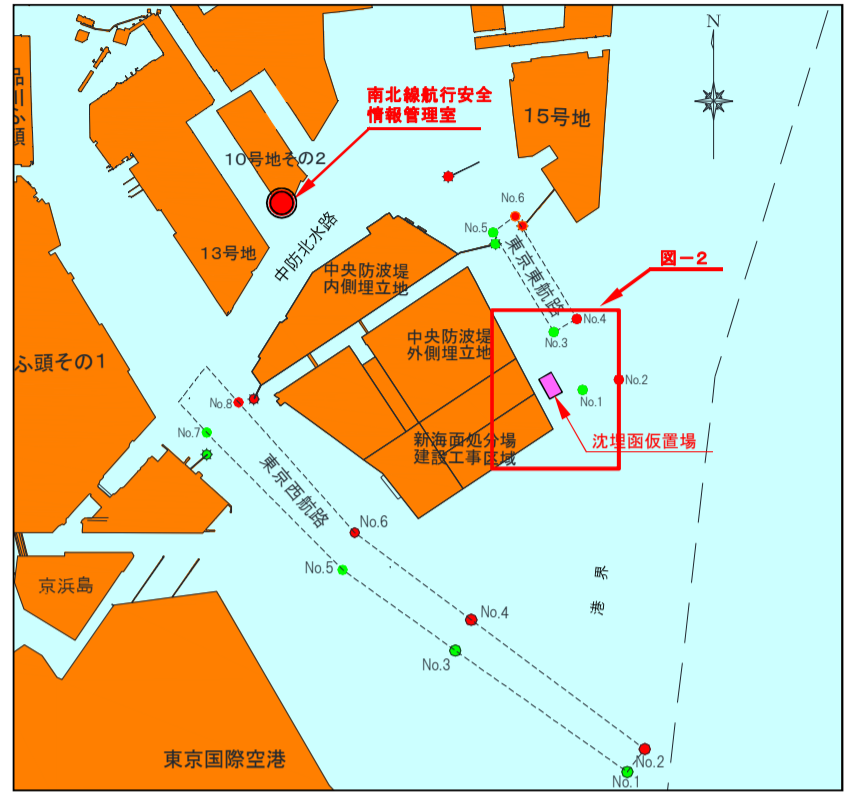 N
品川ふ頭
南北線航行安全
情報管理室
15号地
10号地その2
No.6
No.5
中防北水路
13号地
東京東航路
図－2
中央防波堤
内側埋立地
No.4
No.3
中央防波堤
外側埋立地
ふ頭その1
No.2
No.1
No.8
No.7
新海面処分場
建設工事区域
沈埋函仮置場
東京西航路
No.6
No.5
京浜島
港界
No.4
No.3
東京国際空港
No.2
No.1